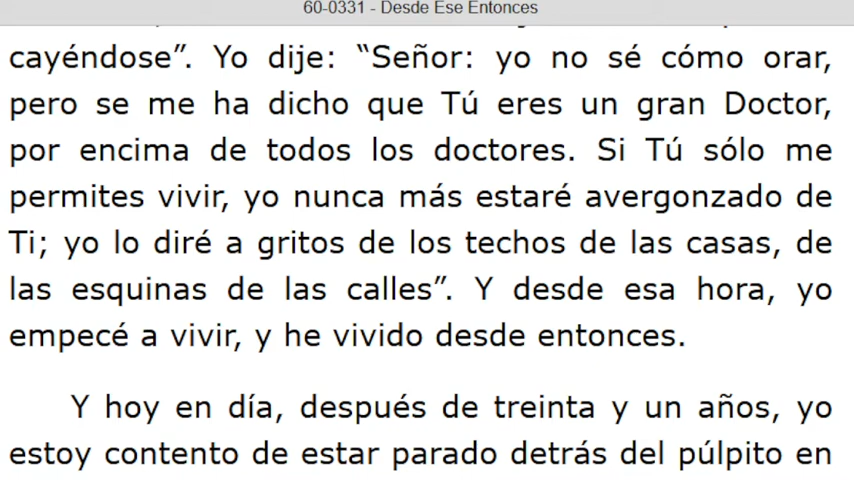 60-0331 - Desde Ese Entonces
cayéndose”. Yo dije: “Señor: yo no sé cómo orar,
pero se me ha dicho que Tú eres un gran Doctor,
por encima de todos los doctores. Si Tú sólo me
permites vivir, yo nunca más estaré avergonzado de
Ti; yo lo diré a gritos de los techos de las casas, de
las esquinas de las calles”. Y desde esa hora, yo
empecé a vivir, y he vivido desde entonces.
Y hoy en día, después de treinta y un años, yo
estoy contento de estar parado detrás del púlpito en